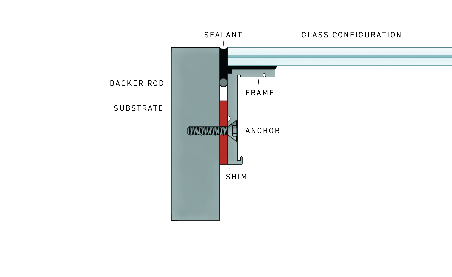 SEALANT
GLASS CONFIGURATION
BACKER ROD
FRAME
SUBSTRATE
ANCHOR
SHIM